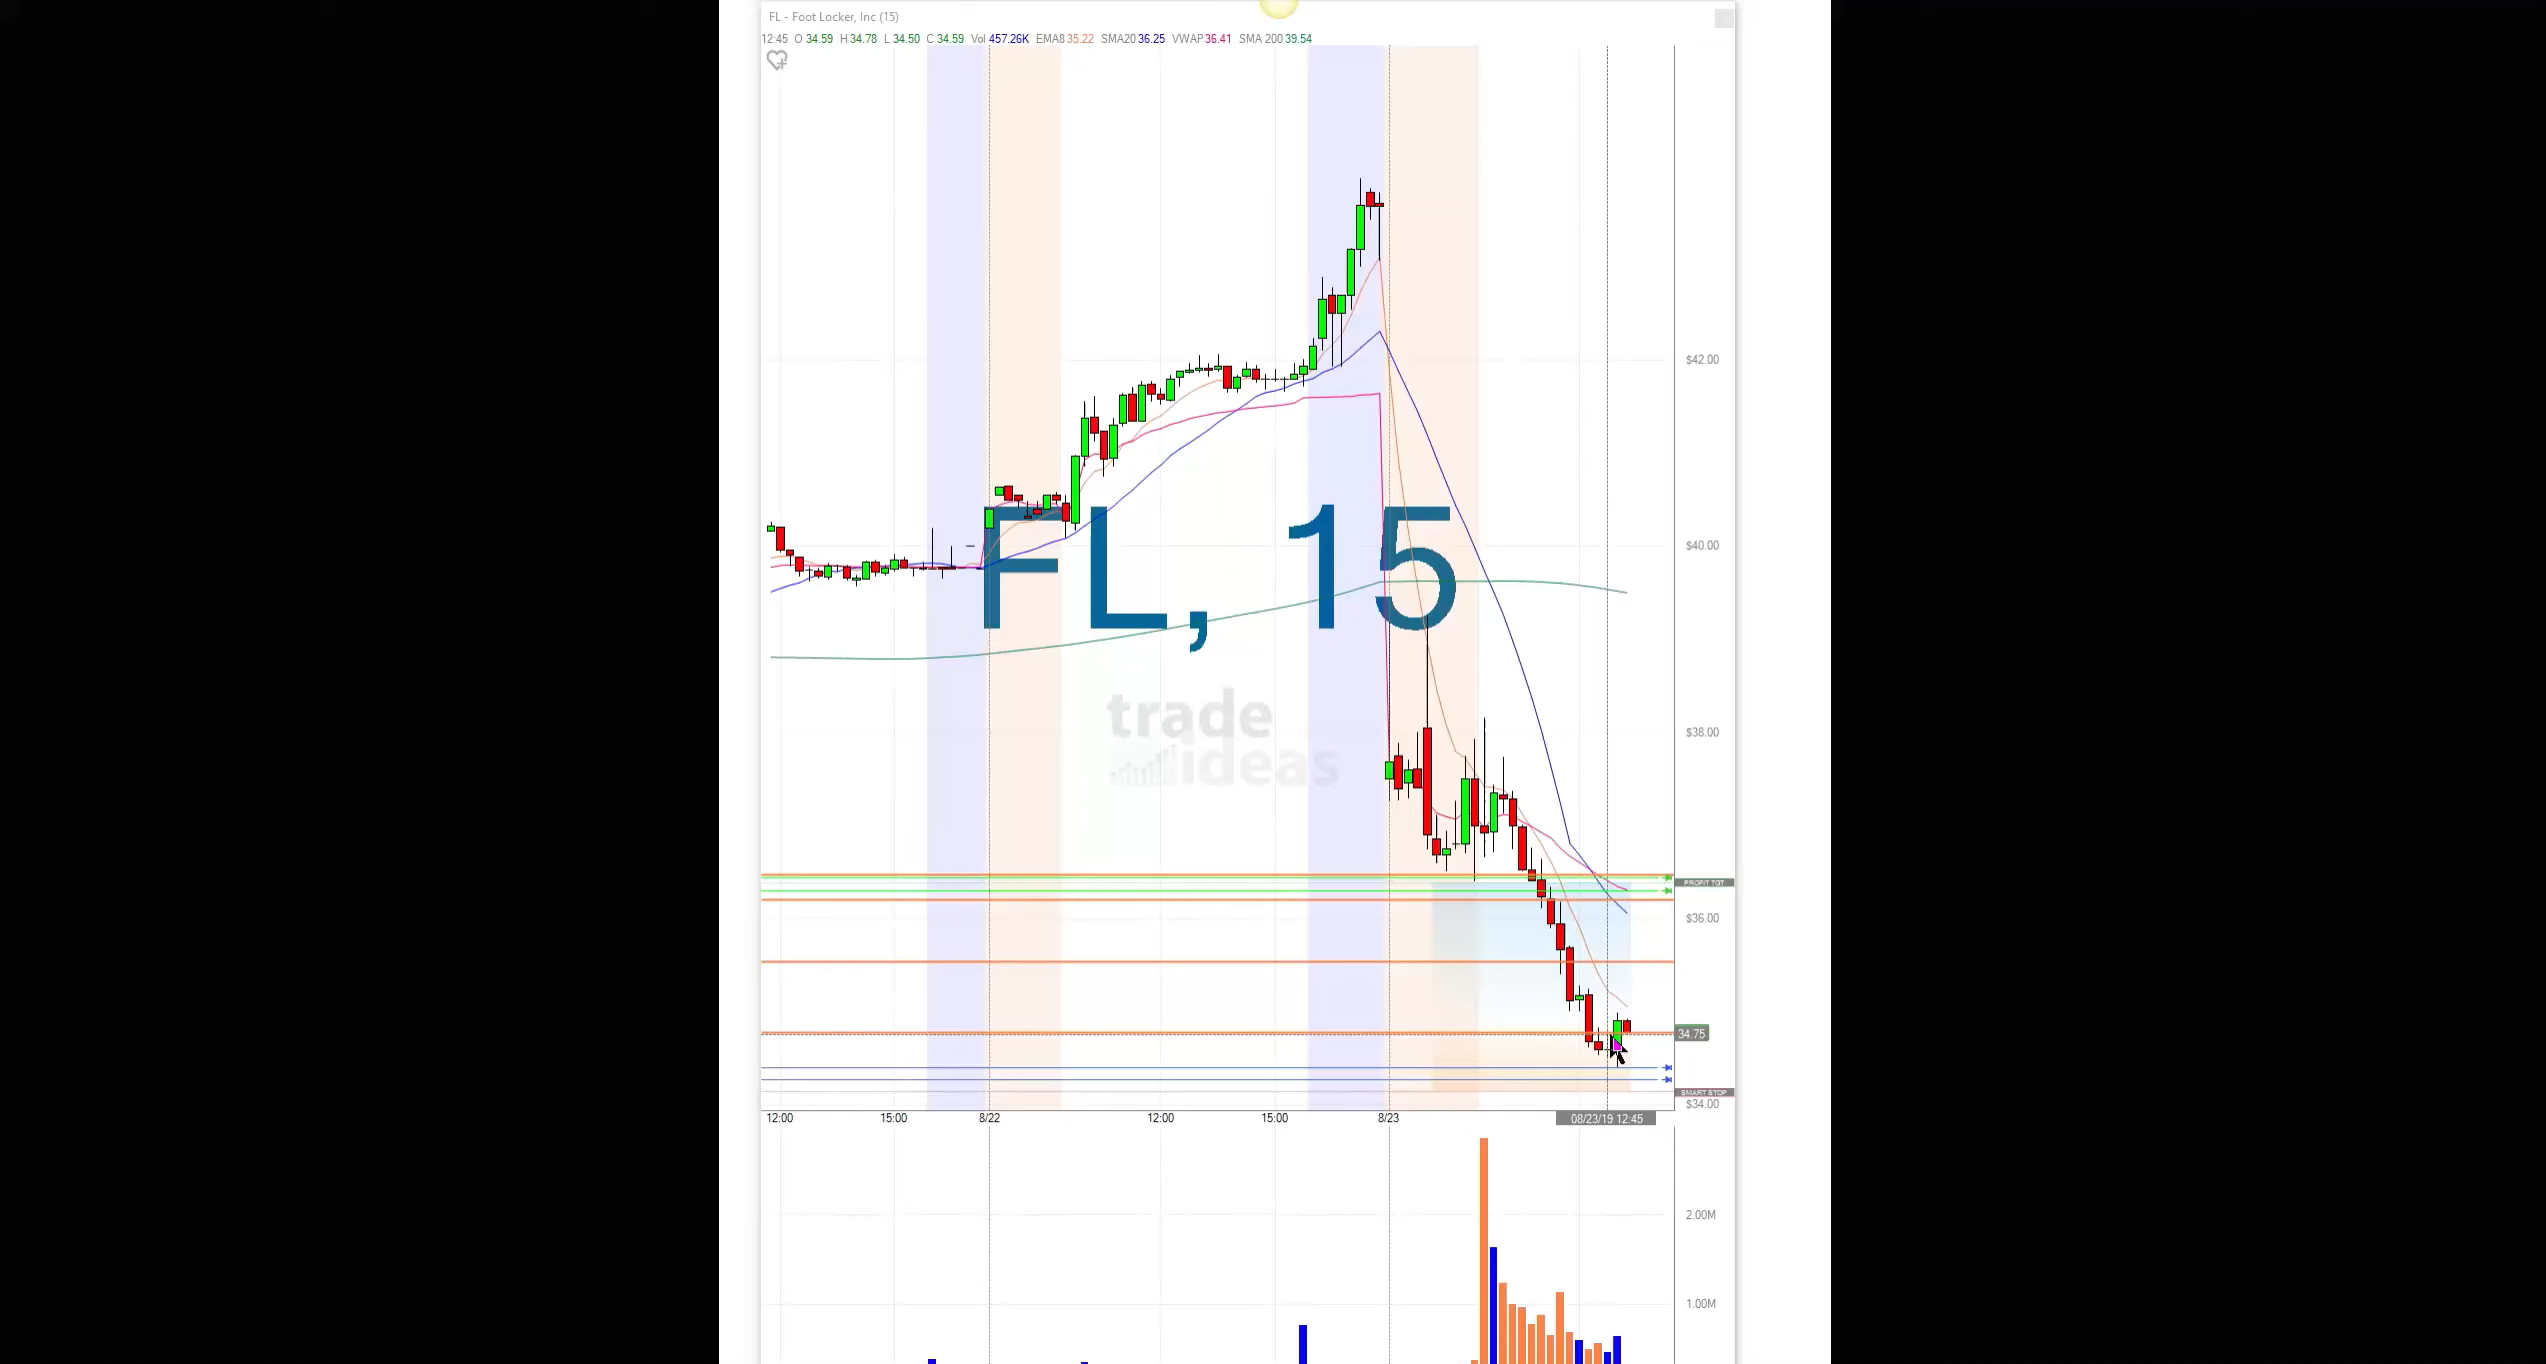 FL - Foot Locker, Inc (15)
12:45 O 34.59 H 34.78 L 34.50 C 34.59 Vol 457.26K EMA8 35.22 SMA20 36.25 VWAP 36.41 SMA 200 39.54
$42.00
FL, 15
$40.00
trade
ideas
$38.00
PROFIT TGT
$36.00
34.75
SMART STOP
$34.00
12:00 15:00 8/22 12:00 15:00 8/23 08/23/19 12:45
2.00M
1.00M